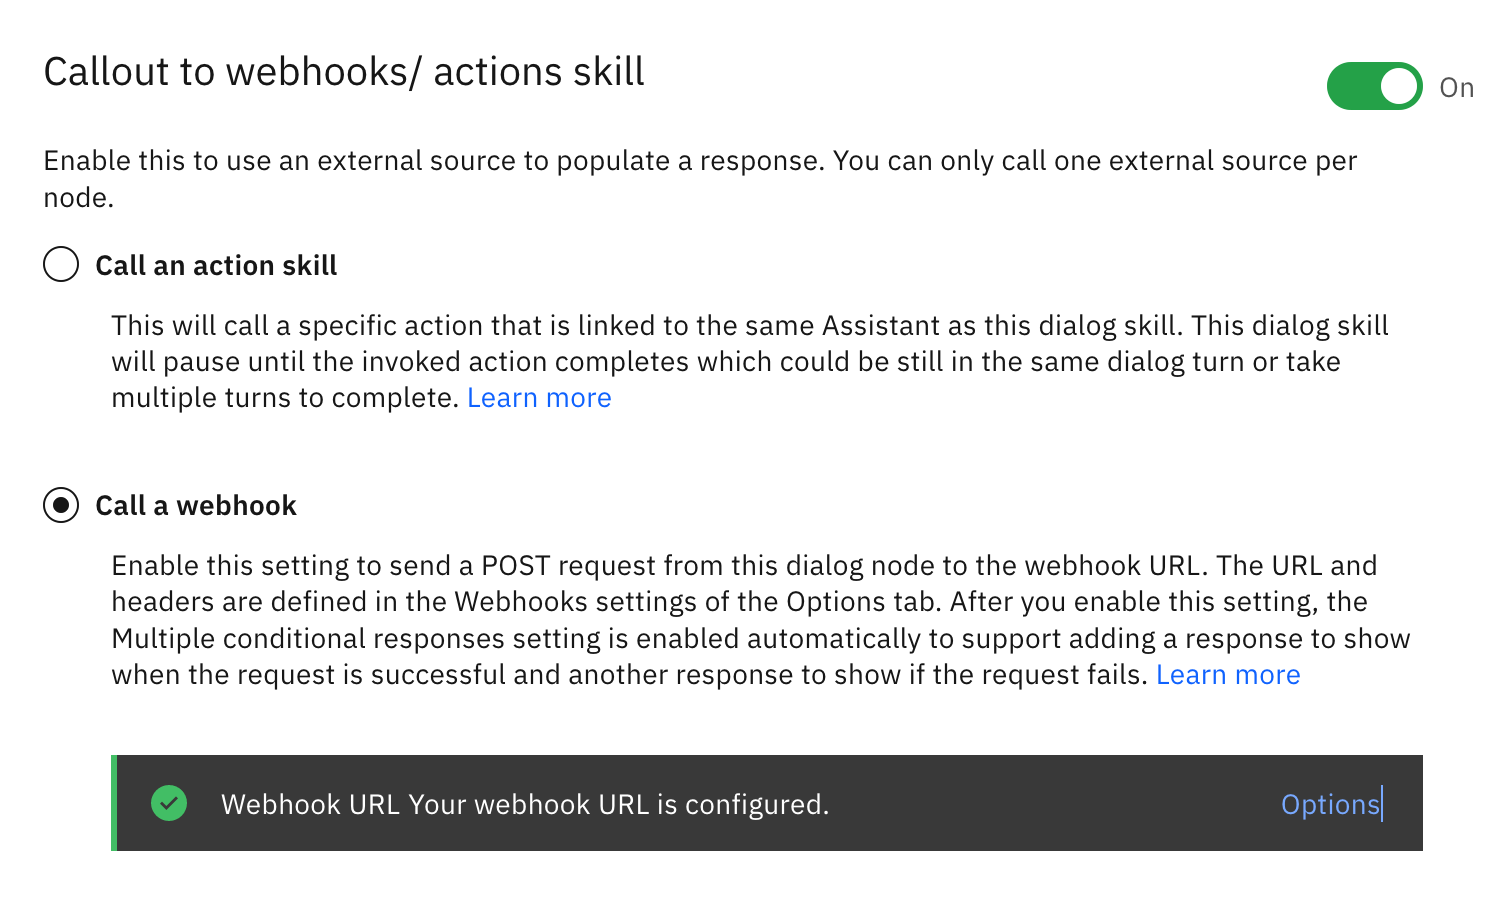 Callout to webhooks/ actions skill
On
Enable this to use an external source to populate a response. You can only call one external source per
node.
Call an action skill
This will call a specific action that is linked to the same Assistant as this dialog skill. This dialog skill
will pause until the invoked action completes which could be still in the same dialog turn or take
multiple turns to complete. Learn more
Call a webhook
Enable this setting to send a POST request from this dialog node to the webhook URL. The URL and
headers are defined in the Webhooks settings of the Options tab. After you enable this setting, the
Multiple conditional responses setting is enabled automatically to support adding a response to show
when the request is successful and another response to show if the request fails. Learn more
Webhook URL Your webhook URL is configured.
Options